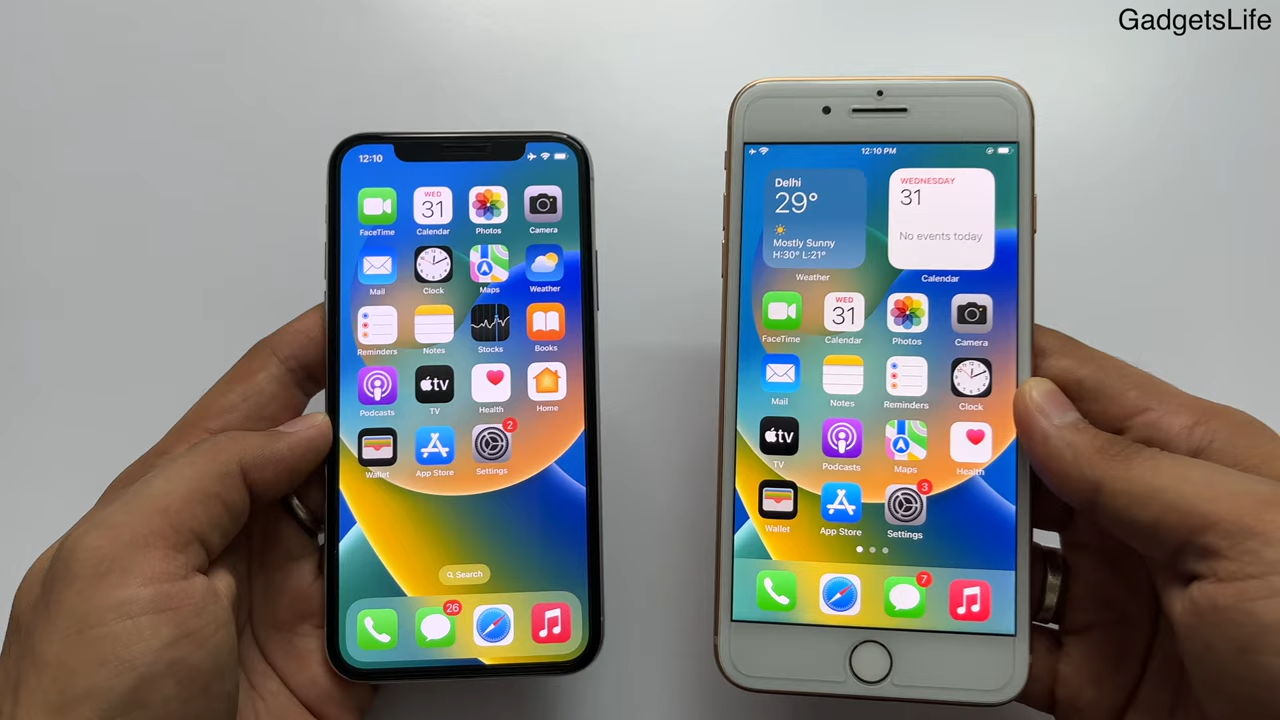 GadgetsLife
12:10
FaceTime
WED
31
Calendar
Photos
Camera
Mail
Clock
Maps
Weather
Reminders
Notes
Stocks
Books
Podcasts
tv
TV
Health
Home
Wallet
App Store
2
Settings
Search
26
12:10 PM
Delhi
29°
Mostly Sunny
H:30° L:21°
Weather
WEDNESDAY
31
No events today
Calendar
FaceTime
WED
31
Calendar
Photos
Camera
Mail
Notes
Reminders
Clock
tv
TV
Podcasts
Maps
Health
Wallet
App Store
3
Settings
7